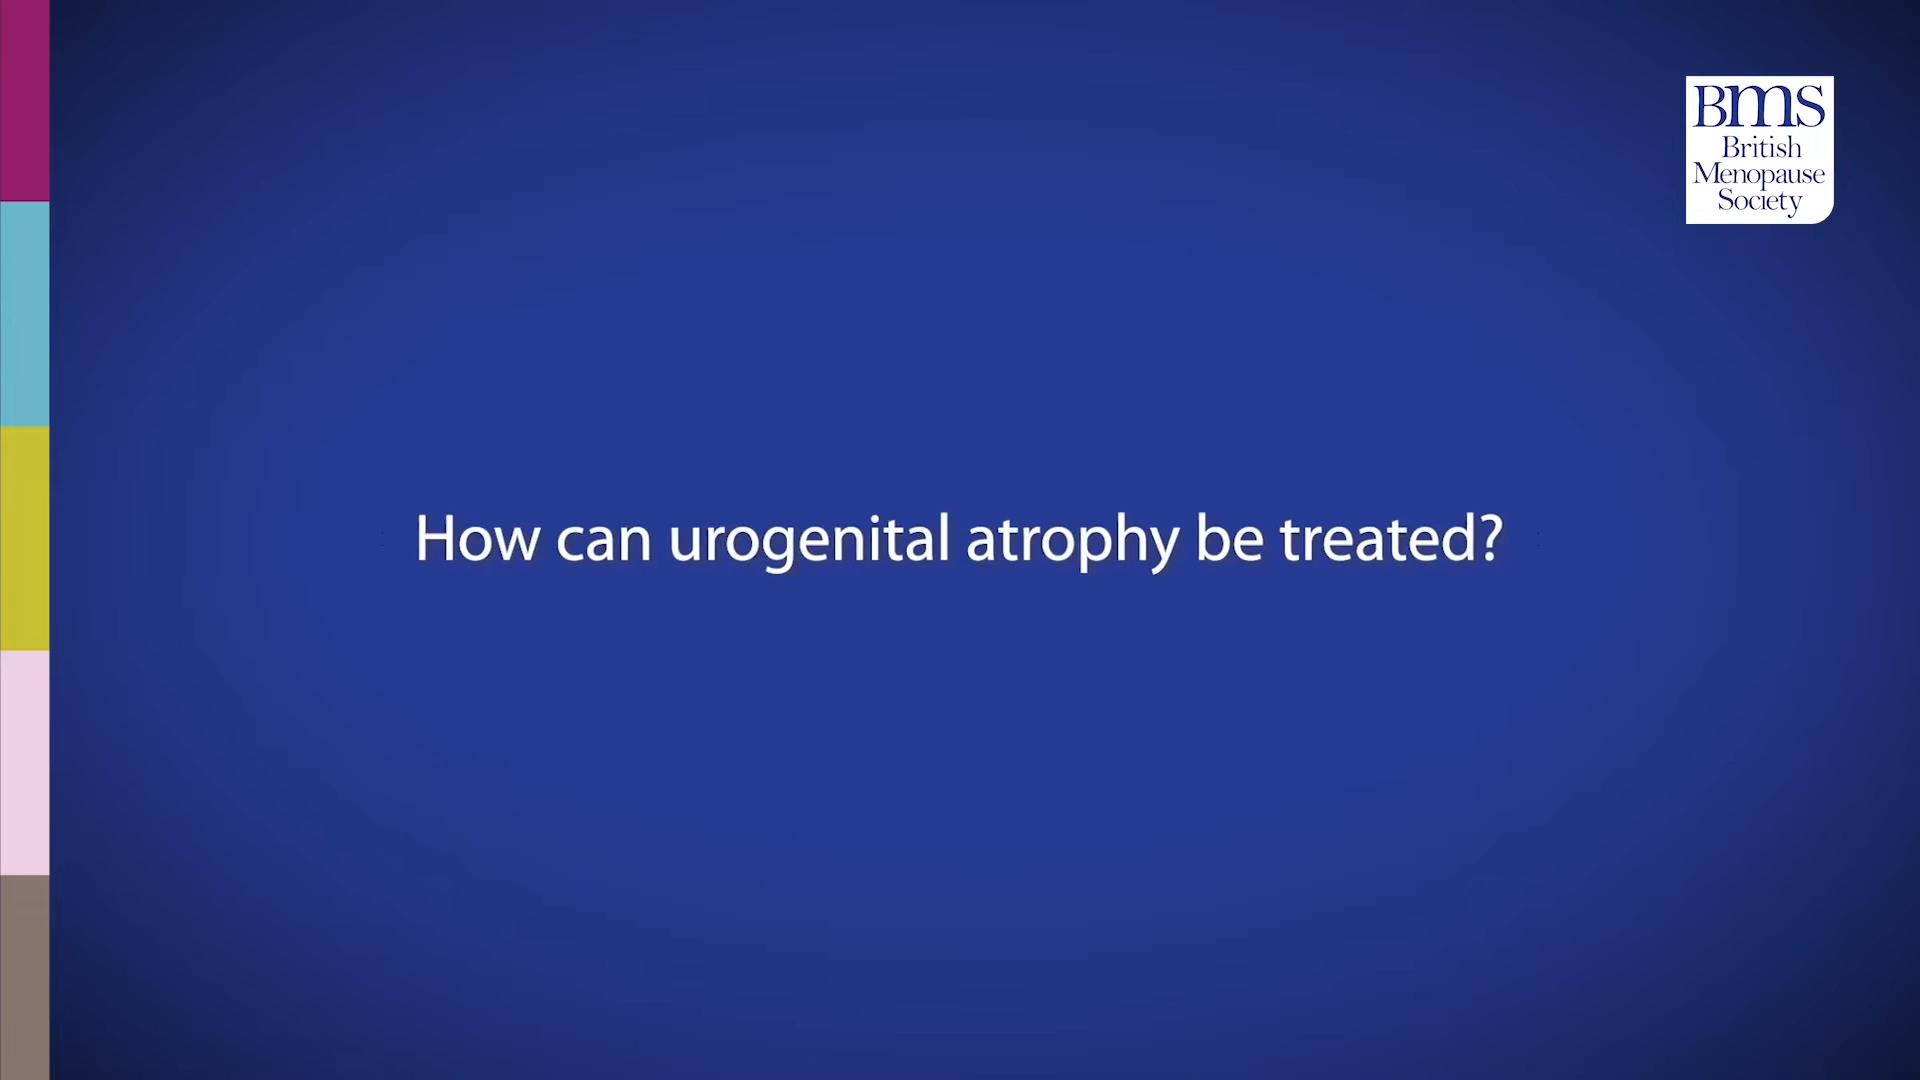 BMS
British
Menopause
Society
How can urogenital atrophy be treated?